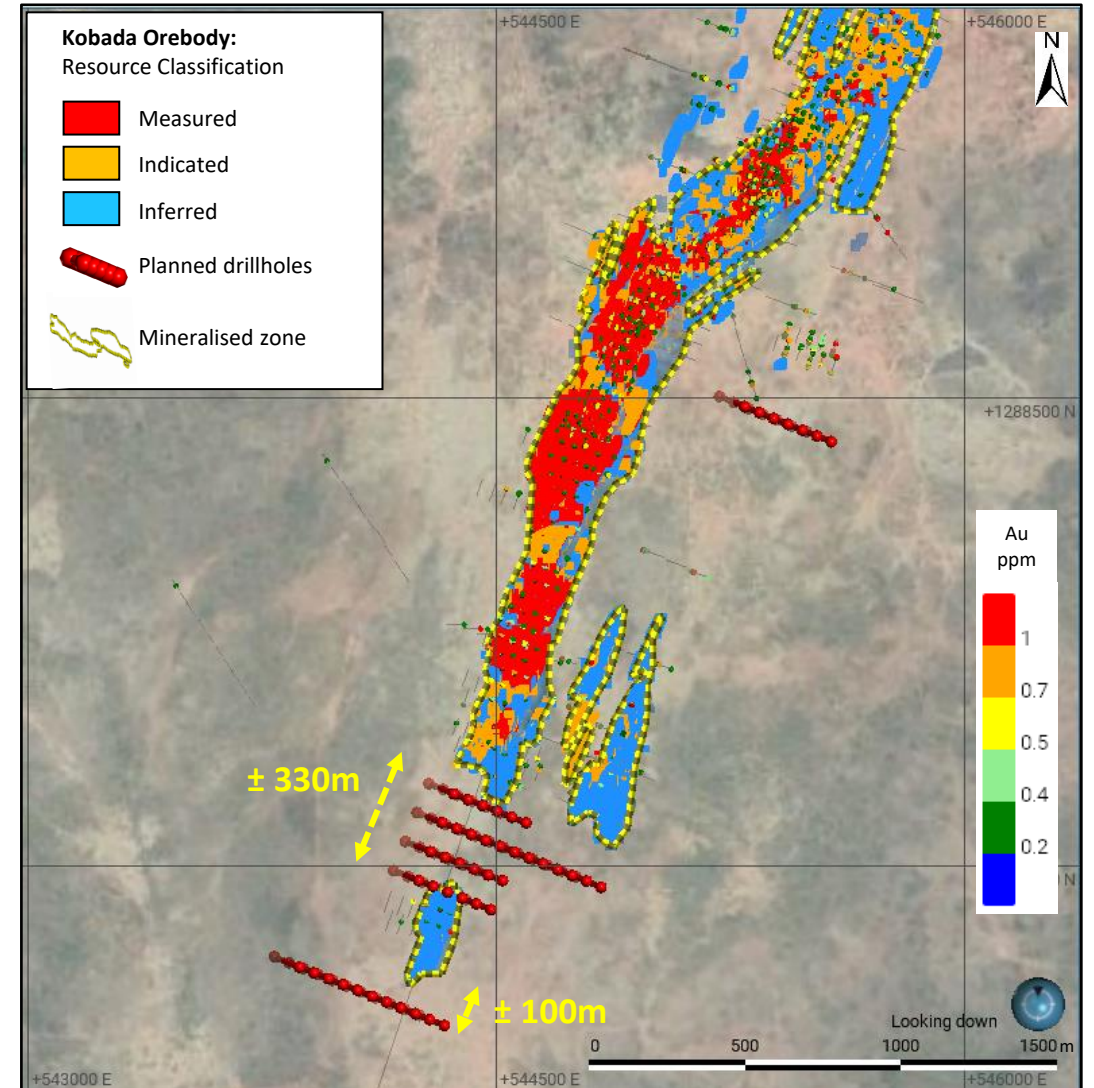 +544500 E
+546000 E
Kobada Orebody:
Resource Classification
Measured
Indicated
Inferred
Planned drillholes
Mineralised zone
N
+1288500 N
Au
ppm
1
0.7
0.5
0.4
0.2
N
± 330m
± 100m
Looking down
0 500 1000 1500 m
+543000 E
+544500 E
+546000 E